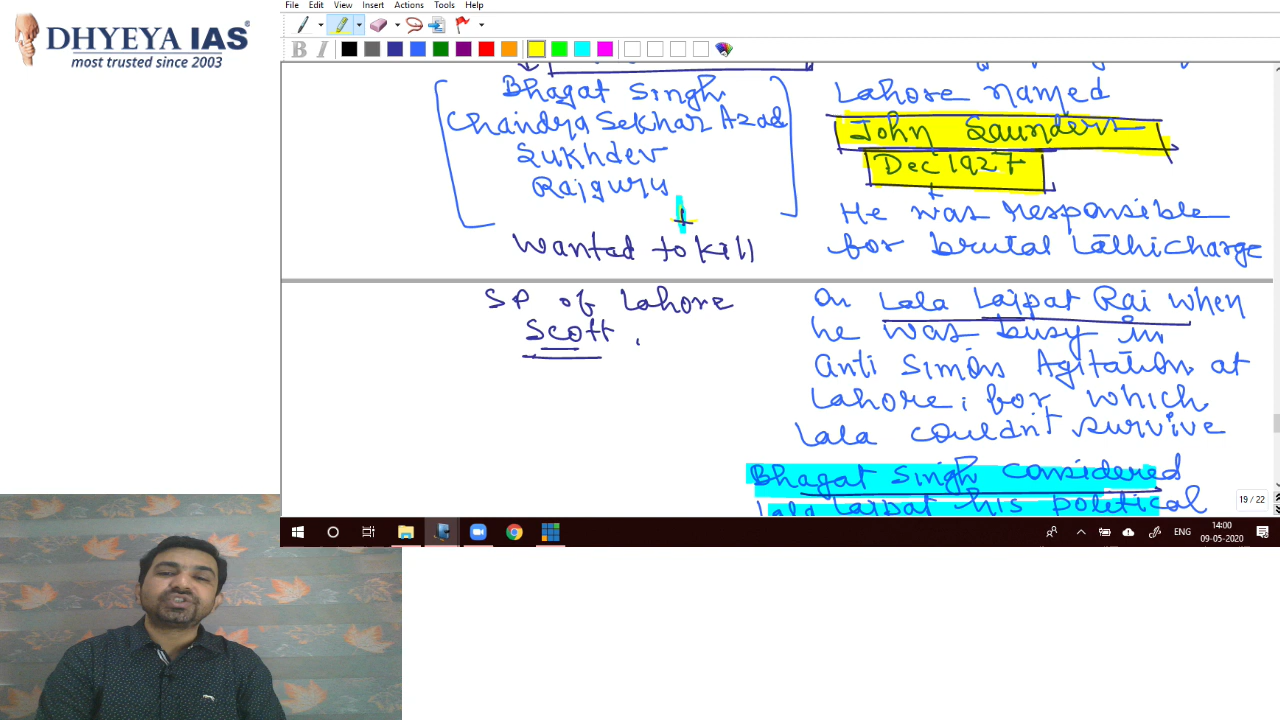 DHYEYA IAS®
most trusted since 2003
File Edit View Insert Actions Tools Help
B I
Bhagat Singh
Chandra Sekhar Azad
Sukhdev
Rajguru
Wanted to kill
SP of Lahore
Scott.
Lahore named
John Saunders
Dec 1927
He was responsible
for brutal Lathicharge
On Lala Lajpat Rai when
he was busy in
Anti Simon Agitation at
Lahore, for which
Lala couldn't survive
Bhagat Singh considered
Lala Lajpat his political
19 / 22
ENG
14:00
09-05-2020